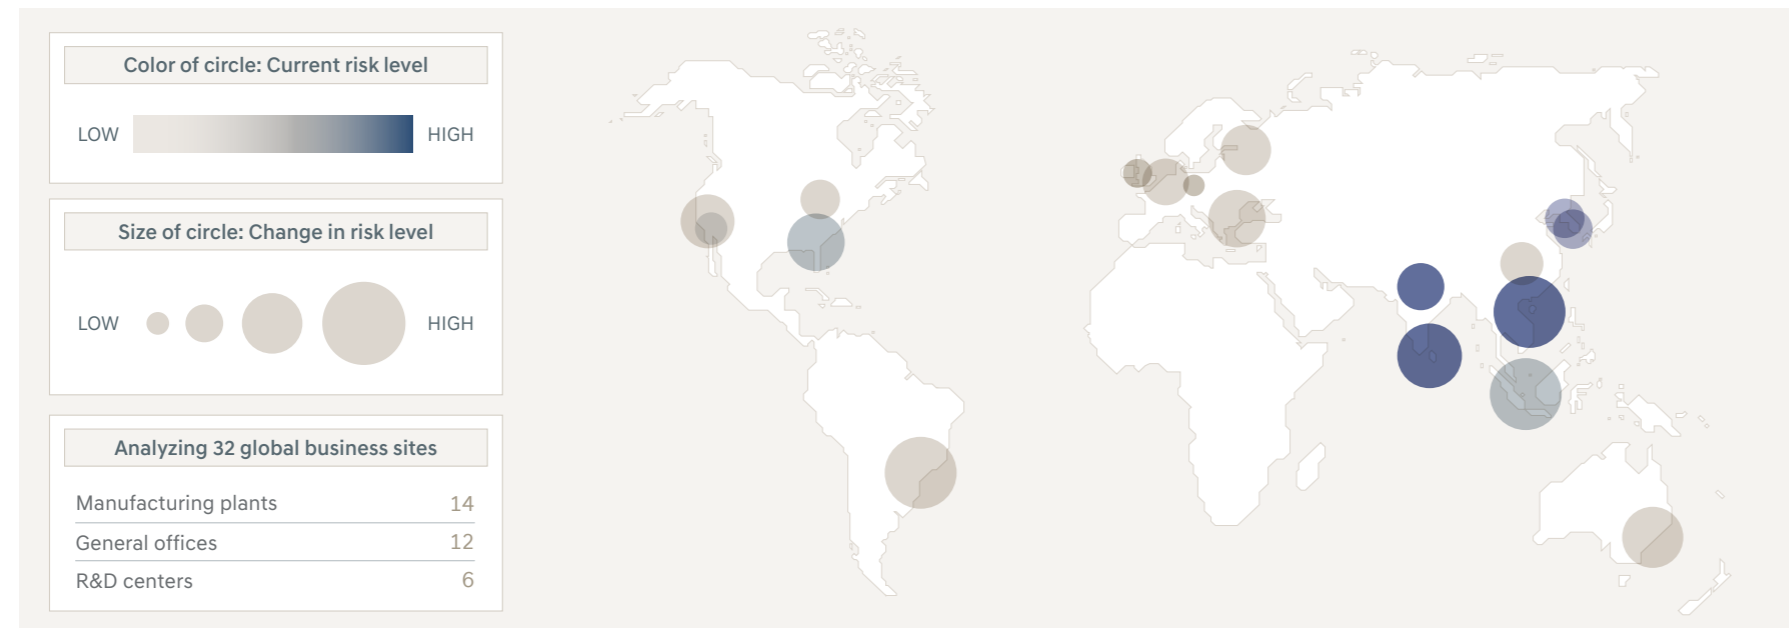 Color of circle: Current risk level
LOW HIGH
Size of circle: Change in risk level
LOW HIGH
Analyzing 32 global business sites
Manufacturing plants 14
General offices 12
R&D centers 6